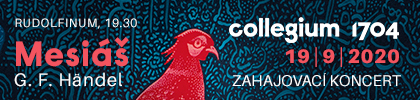 RUDOLFINUM, 19.30
Mesiáš
G. F. Händel
collegium 1704
19 | 9 | 2020
ZAHAJOVACÍ KONCERT